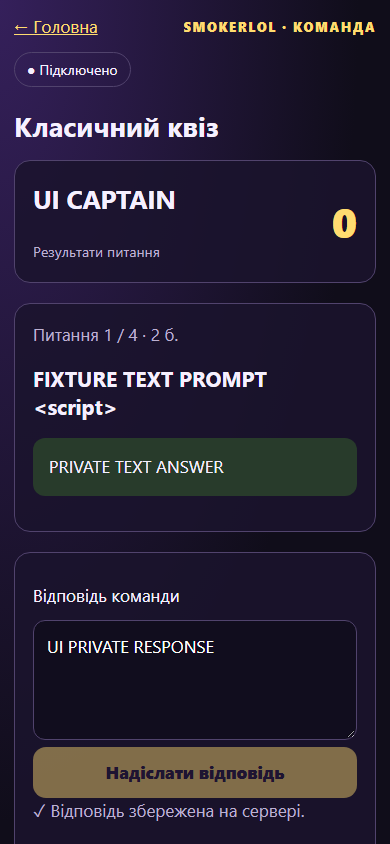 ← Головна
SMOKERLOL · КОМАНДА
● Підключено
Класичний квіз
UI CAPTAIN
0
Результати питання
Питання 1 / 4 · 2 б.
FIXTURE TEXT PROMPT
<script>
PRIVATE TEXT ANSWER
Відповідь команди
UI PRIVATE RESPONSE
Надіслати відповідь
✓ Відповідь збережена на сервері.